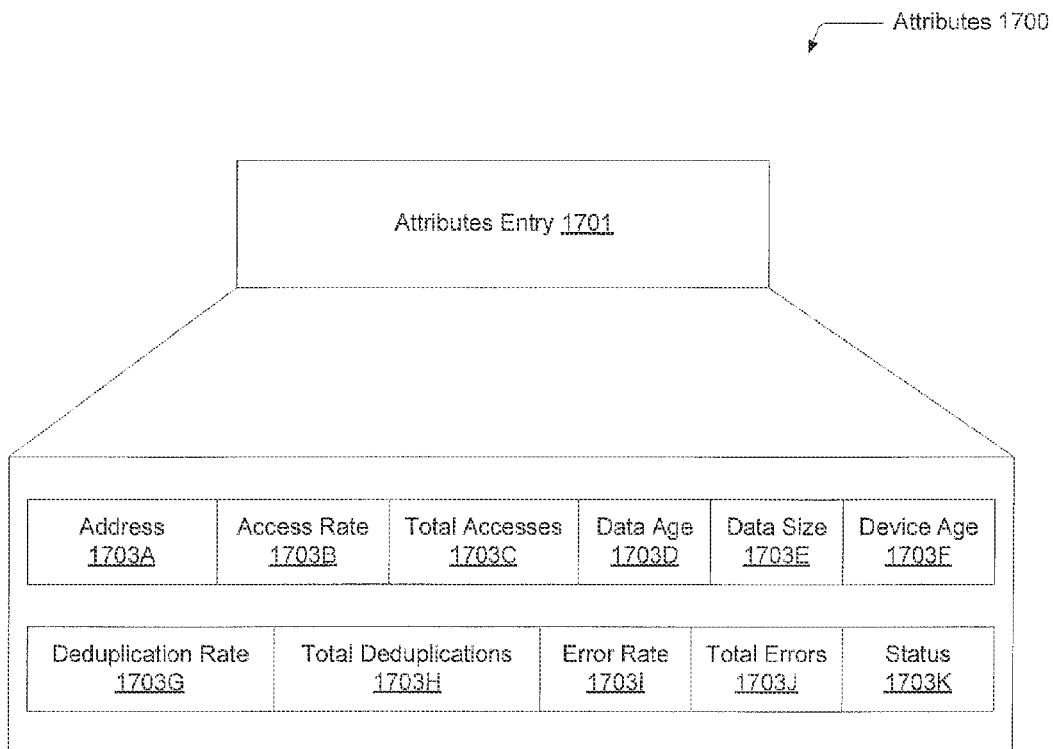 Attributes 1700
Attributes Entry 1701
Address Access Rate Total Accesses Data Age Data Size Device Age
1703A 1703B 1703C 1703D 1703E 1703F
Deduplication Rate Total Deduplications Error Rate Total Errors Status
1703G 1703H 1703I 1703J 1703K